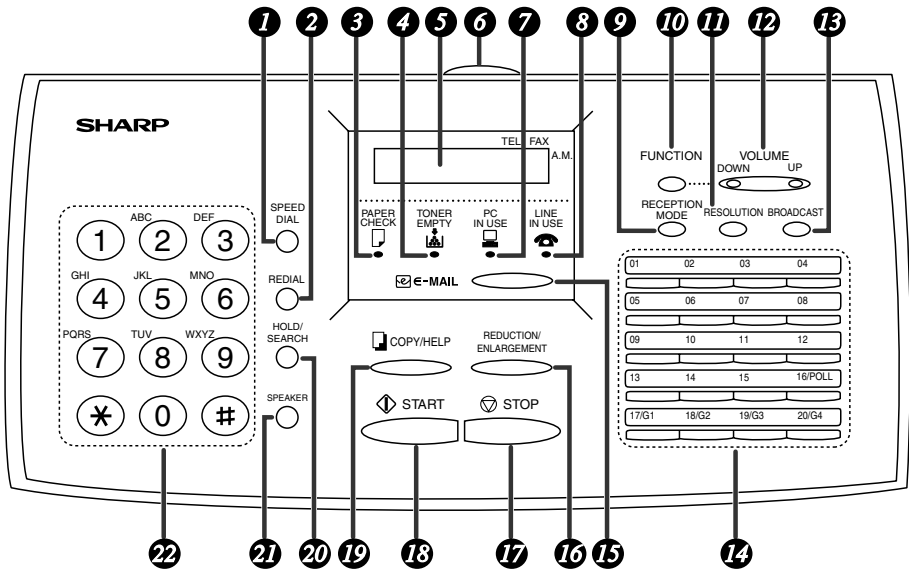 1 2 3 4 5 6 7 8 9 10 11 12 13
SHARP
TEL FAX
A.M.
FUNCTION VOLUME
DOWN UP
RECEPTION
MODE
RESOLUTION BROADCAST
SPEED
DIAL
PAPER
CHECK
TONER
EMPTY
PC
IN USE
LINE
IN USE
E-MAIL
ABC DEF
1 2 3
GHI JKL MNO
4 5 6
PQRS TUV WXYZ
7 8 9
* 0 #
REDIAL
HOLD/
SEARCH
SPEAKER
COPY/HELP
REDUCTION/
ENLARGEMENT
START STOP
01 02 03 04
05 06 07 08
09 10 11 12
13 14 15 16/POLL
17/G1 18/G2 19/G3 20/G4
22 21 20 19 18 17 16 15 14